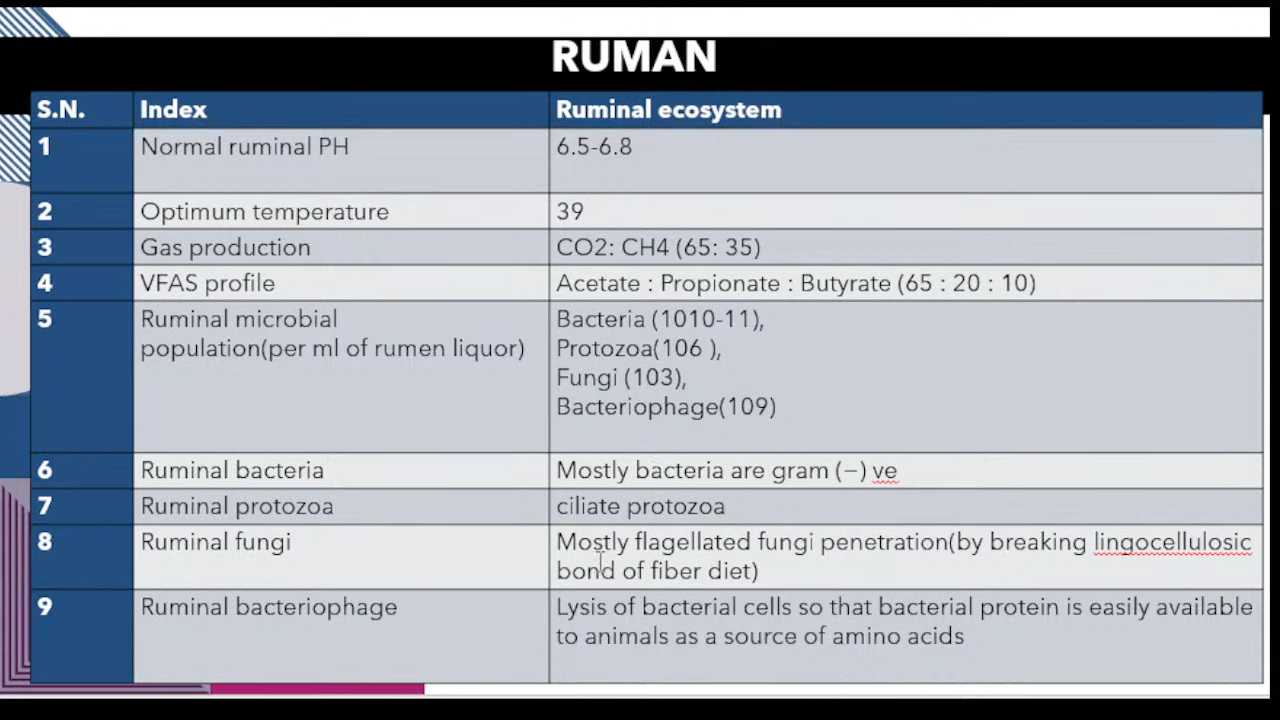 RUMAN
S.N. Index Ruminal ecosystem
1 Normal ruminal PH 6.5-6.8
2 Optimum temperature 39
3 Gas production CO2: CH4 (65: 35)
4 VFAS profile Acetate : Propionate : Butyrate (65 : 20 : 10)
5 Ruminal microbial
population(per ml of rumen liquor)
Bacteria (1010-11),
Protozoa(106 ),
Fungi (103),
Bacteriophage(109)
6 Ruminal bacteria Mostly bacteria are gram (−) ve
7 Ruminal protozoa ciliate protozoa
8 Ruminal fungi Mostly flagellated fungi penetration(by breaking lingocellulosic
bond of fiber diet)
9 Ruminal bacteriophage Lysis of bacterial cells so that bacterial protein is easily available
to animals as a source of amino acids